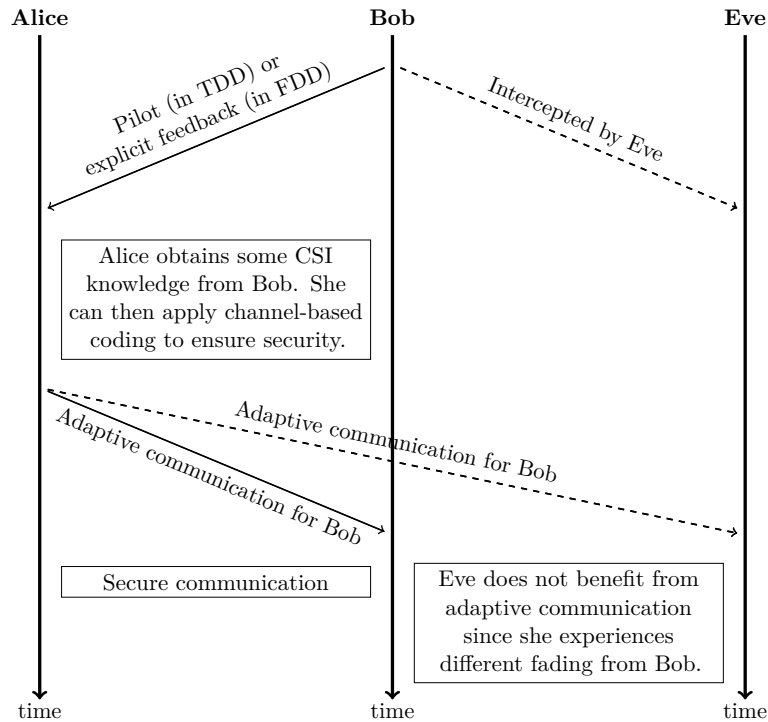 Alice
Bob
Eve
Pilot (in TDD) or
explicit feedback (in FDD)
Intercepted by Eve
Alice obtains some CSI
knowledge from Bob. She
can then apply channel-based
coding to ensure security.
Adaptive communication for Bob
Adaptive communication for Bob
Secure communication
Eve does not benefit from
adaptive communication
since she experiences
different fading from Bob.
time
time
time